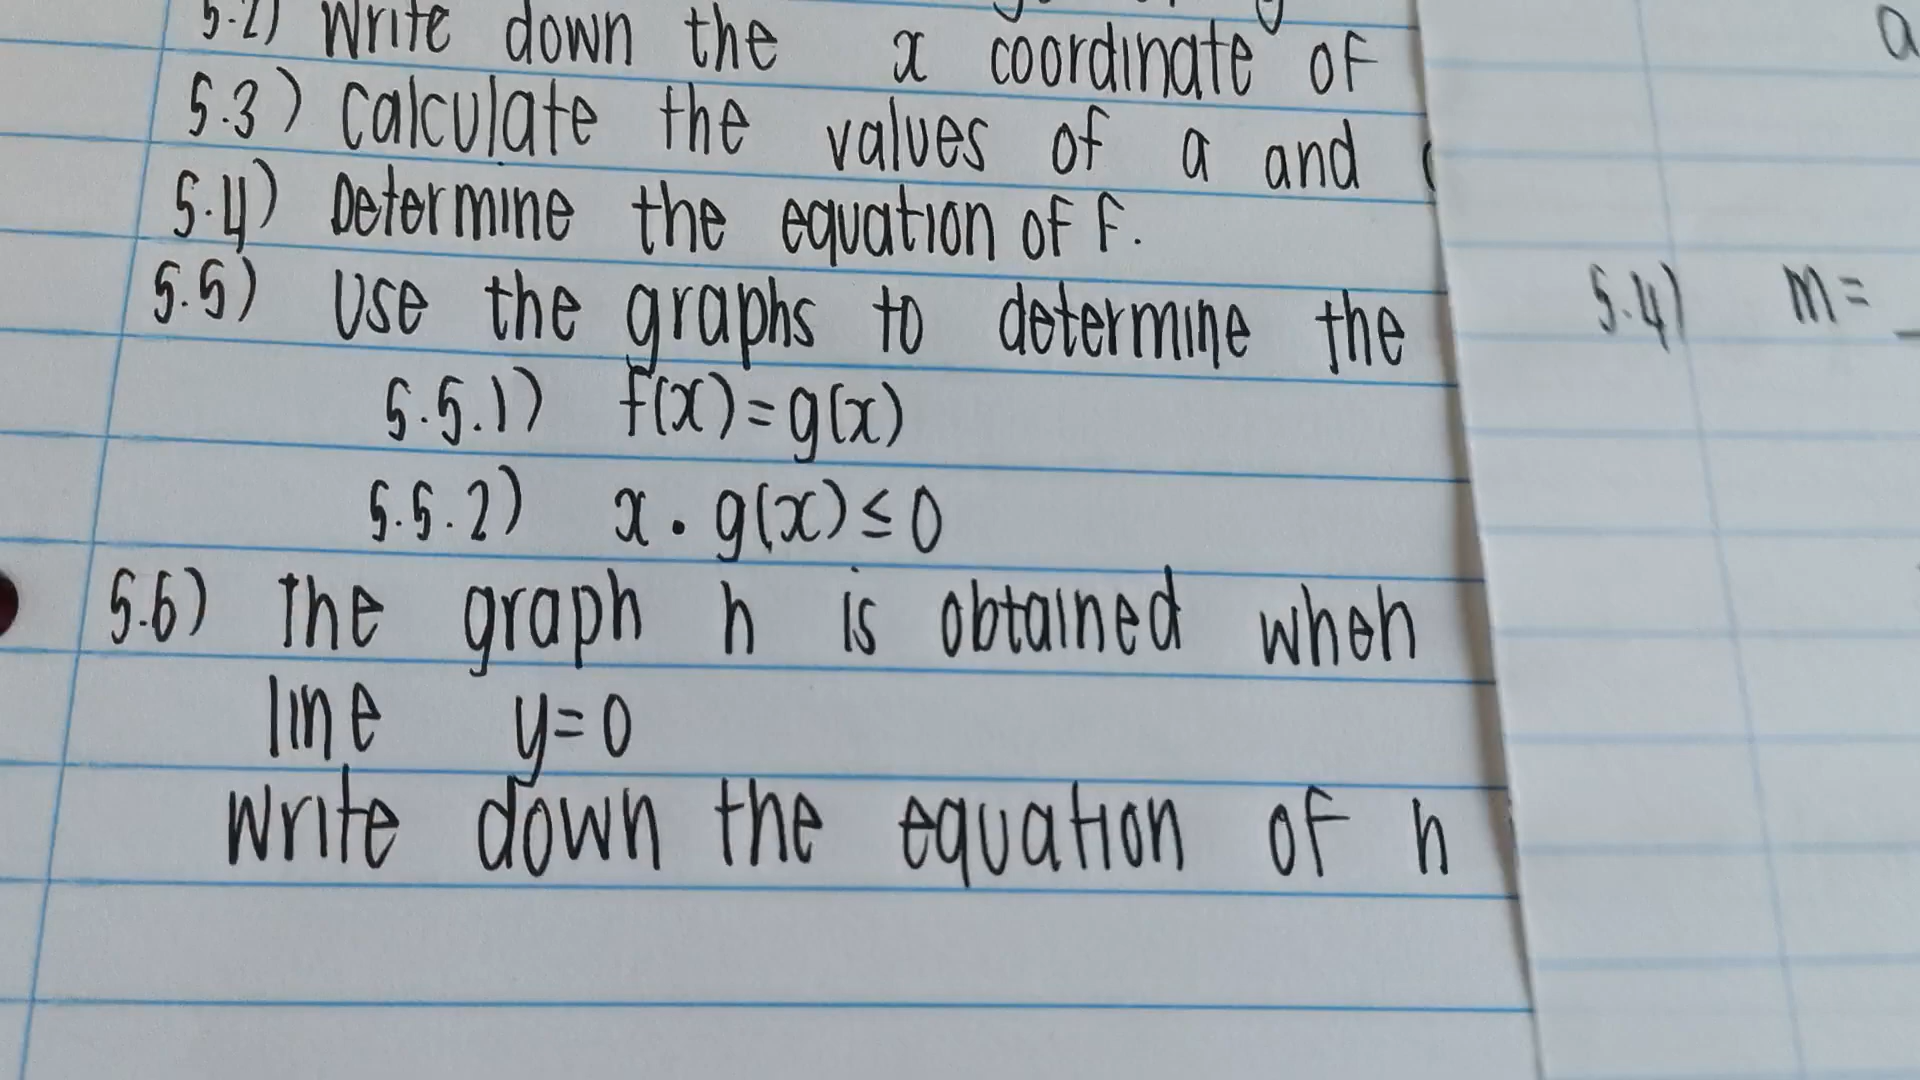 5.2) Write down the x coordinate of
5.3) Calculate the values of a and
5.4) Determine the equation of f.
5.5) Use the graphs to determine the
5.5.1) f(x) = g(x)
5.5.2) x · g(x) ≤ 0
5.6) The graph h is obtained when
line y=0
Write down the equation of h
a
5.4) m =